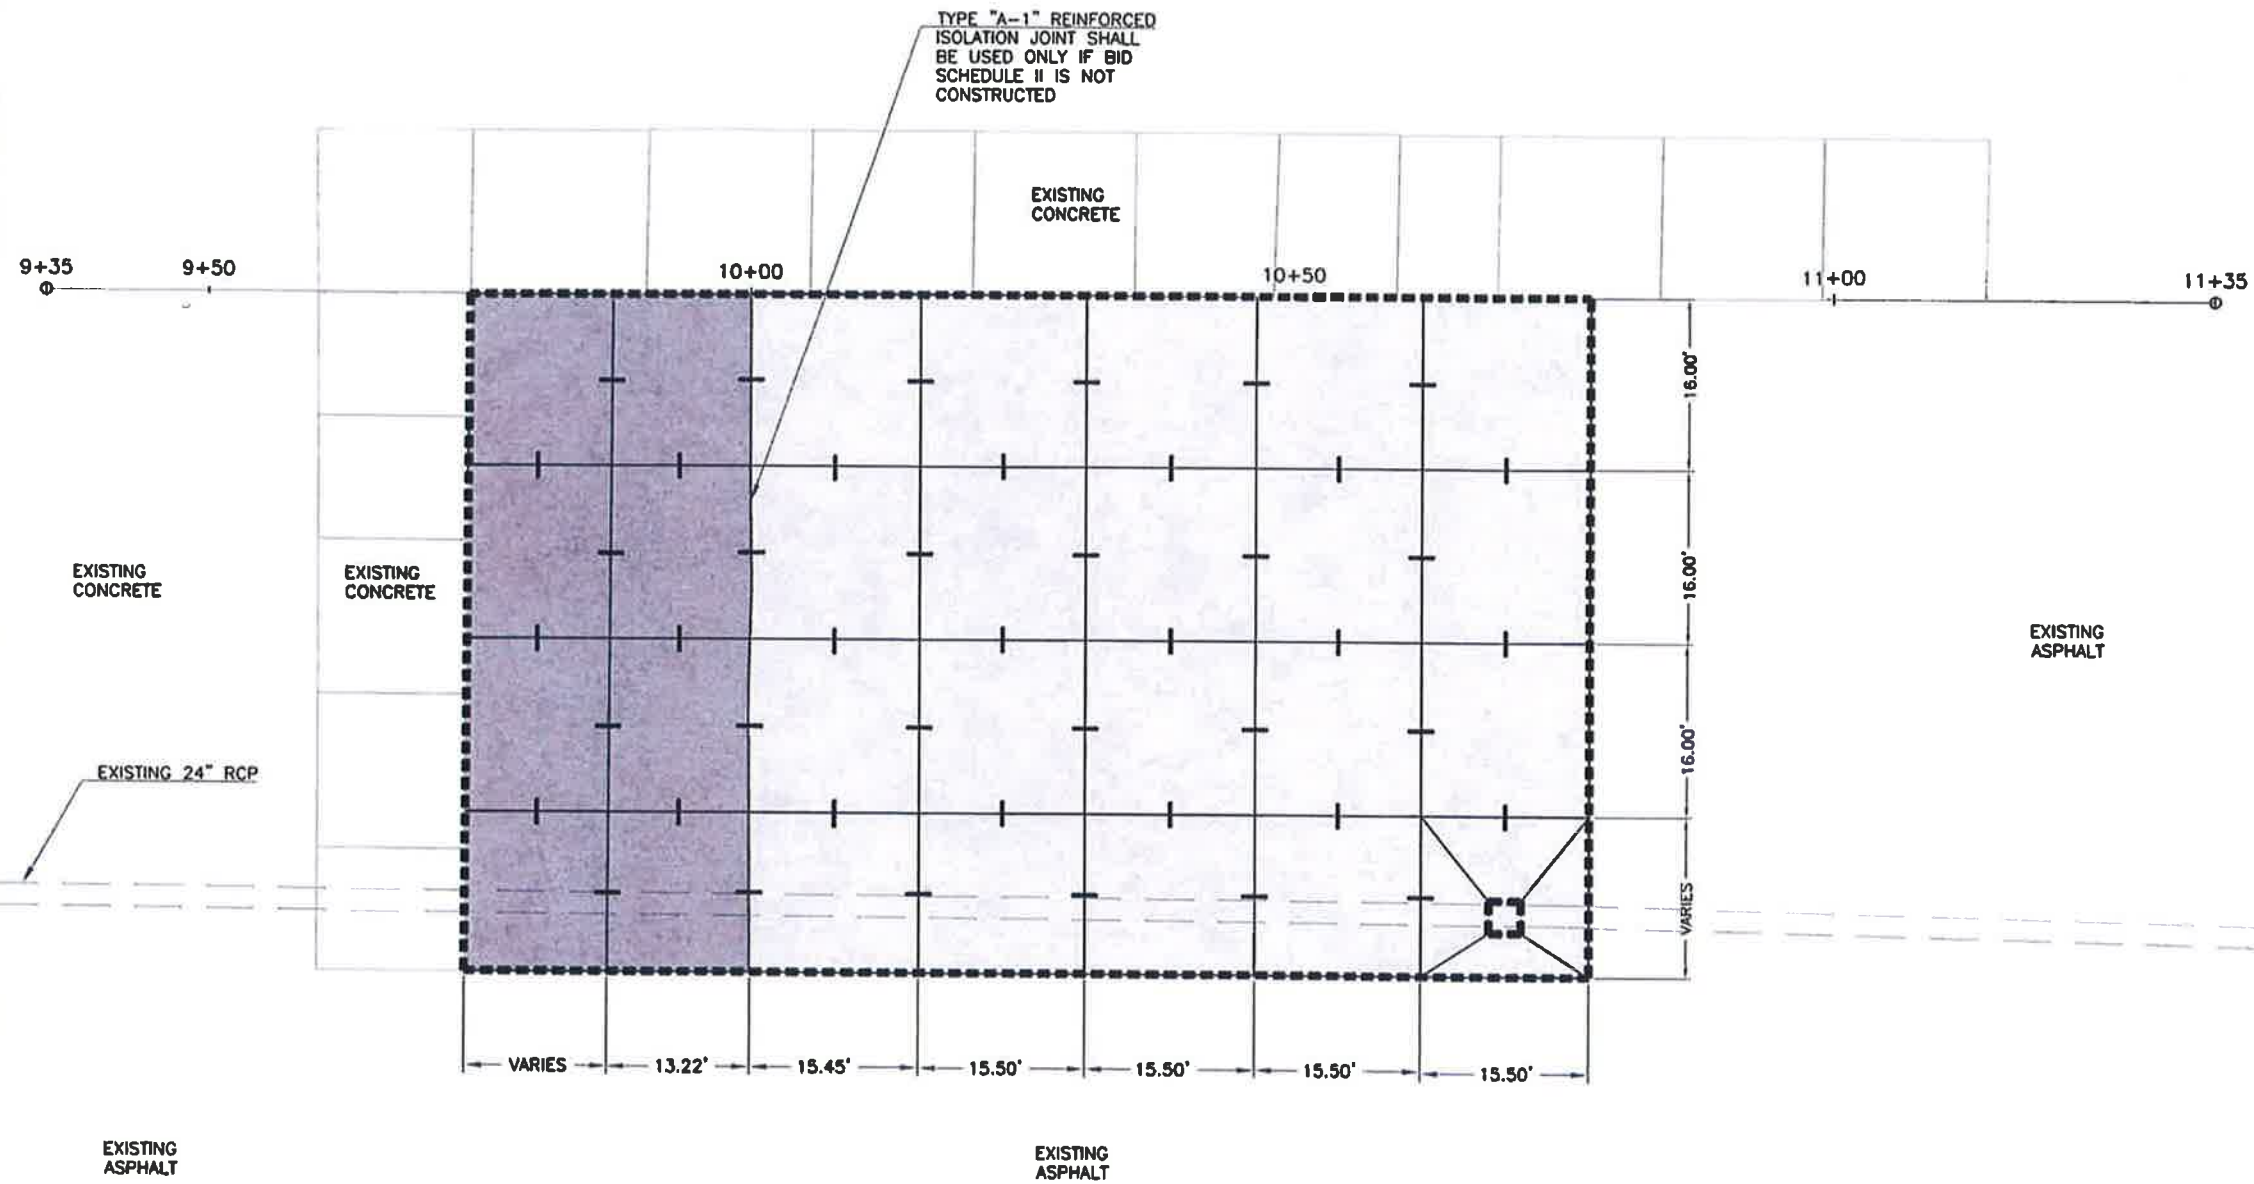 TYPE "A-1" REINFORCED
ISOLATION JOINT SHALL
BE USED ONLY IF BID
SCHEDULE II IS NOT
CONSTRUCTED
EXISTING
CONCRETE
9+35
9+50
10+00
10+50
11+00
11+35
16.00'
EXISTING
CONCRETE
EXISTING
CONCRETE
16.00'
EXISTING
ASPHALT
16.00'
EXISTING 24" RCP
VARIES
VARIES
13.22'
15.45'
15.50'
15.50'
15.50'
15.50'
EXISTING
ASPHALT
EXISTING
ASPHALT